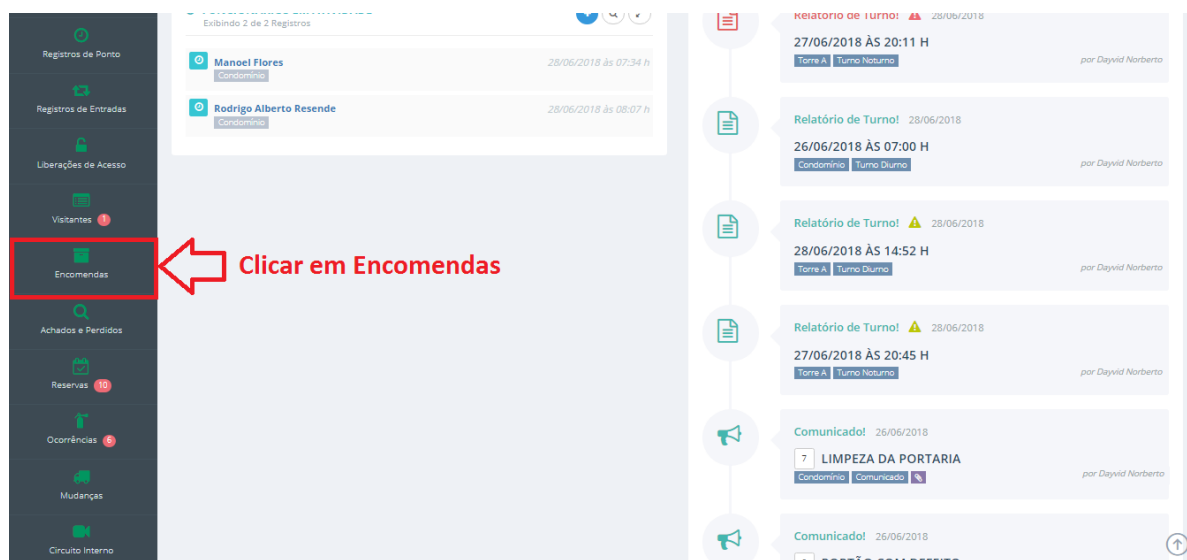 Exibindo 2 de 2 Registros
Registros de Ponto
Registros de Entradas
Liberações de Acesso
Visitantes 1
Encomendas
Achados e Perdidos
Reservas 10
Ocorrências 6
Mudanças
Circuito Interno
Manoel Flores 28/06/2018 às 07:34 h
Condomínio
Rodrigo Alberto Resende 28/06/2018 às 08:07 h
Condomínio
Clicar em Encomendas
Relatório de Turno! 28/06/2018
27/06/2018 ÀS 20:11 H
Torre A Turno Noturno por Dayvid Norberto
Relatório de Turno! 28/06/2018
26/06/2018 ÀS 07:00 H
Condomínio Turno Diurno por Dayvid Norberto
Relatório de Turno! 28/06/2018
28/06/2018 ÀS 14:52 H
Torre A Turno Diurno por Dayvid Norberto
Relatório de Turno! 28/06/2018
27/06/2018 ÀS 20:45 H
Torre A Turno Noturno por Dayvid Norberto
Comunicado! 26/06/2018
7 LIMPEZA DA PORTARIA
Condomínio Comunicado por Dayvid Norberto
Comunicado! 26/06/2018
PORTÃO COM DEFEITO